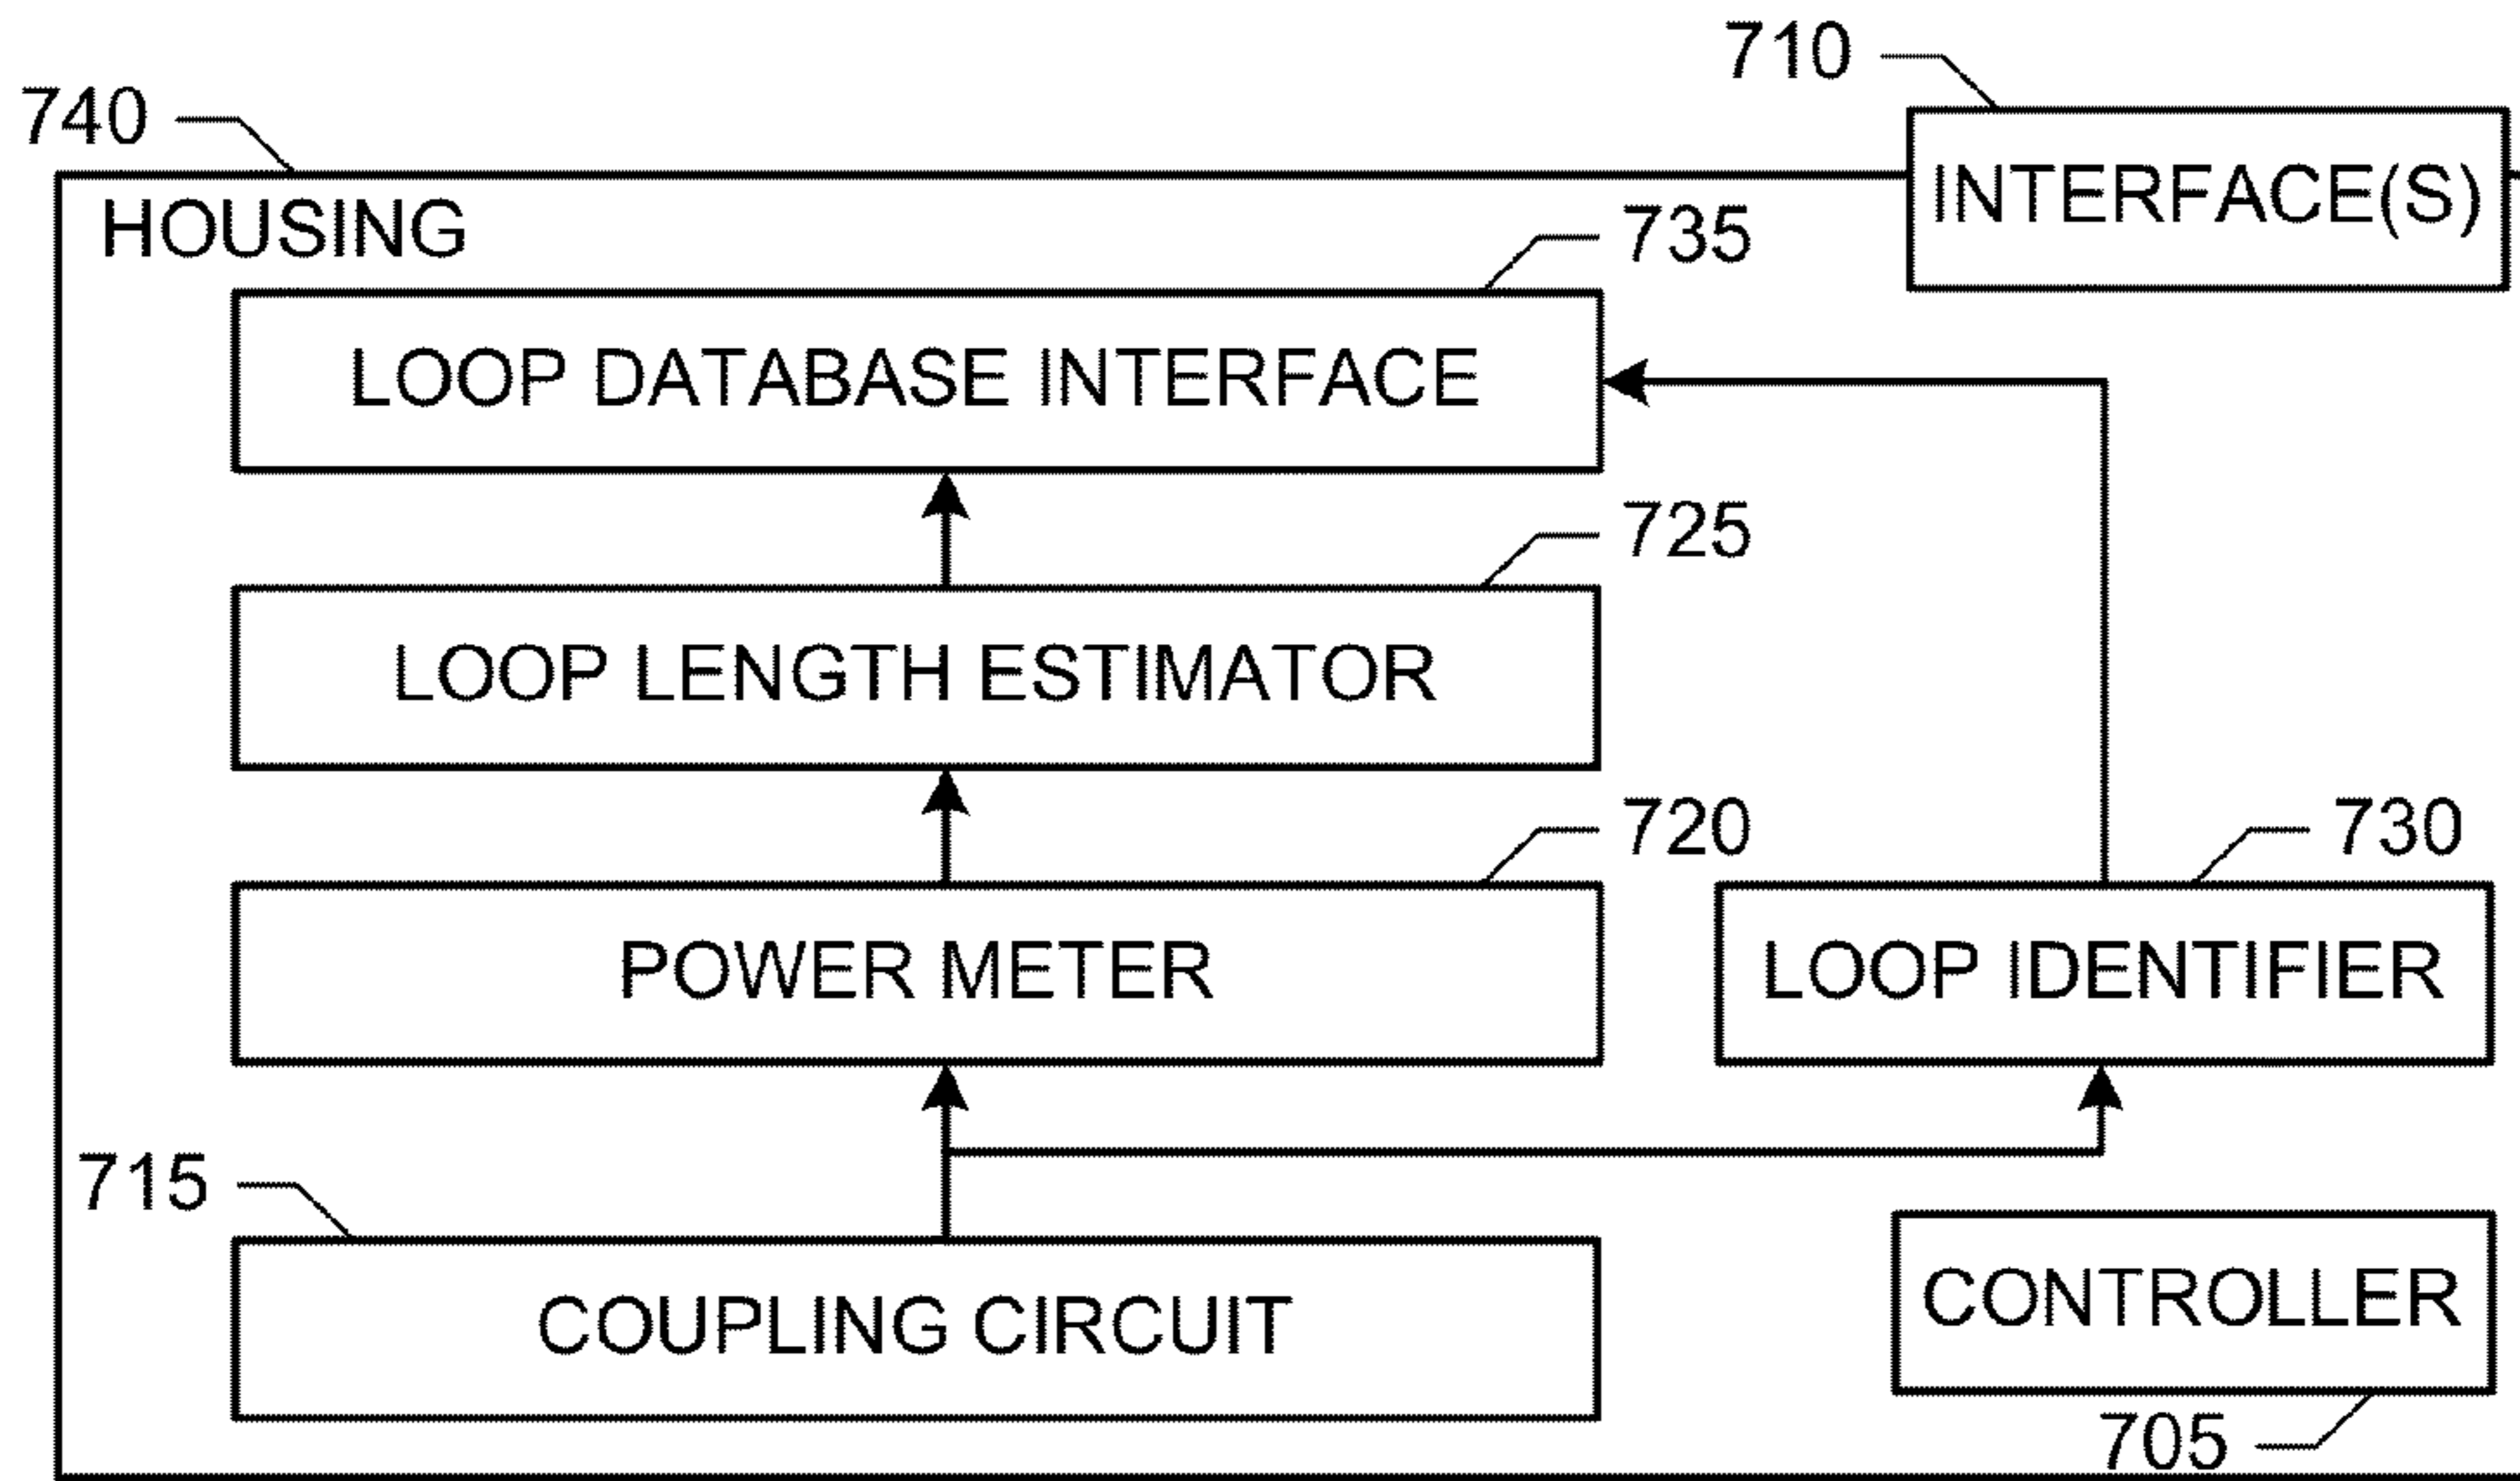 710
740
INTERFACE(S)
HOUSING
735
LOOP DATABASE INTERFACE
725
LOOP LENGTH ESTIMATOR
720
730
POWER METER
LOOP IDENTIFIER
715
COUPLING CIRCUIT
CONTROLLER
705